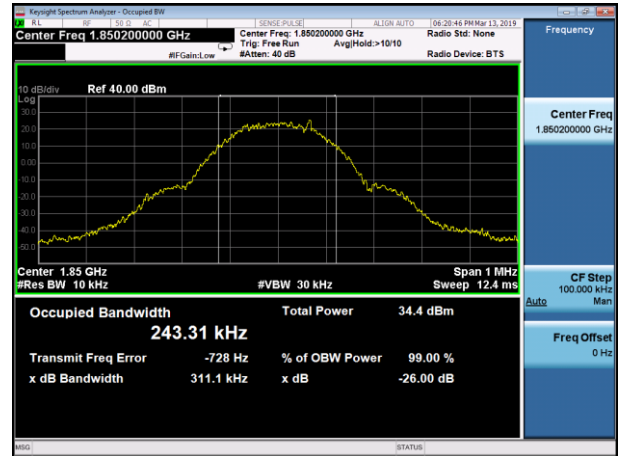 Keysight Spectrum Analyzer - Occupied BW
RL RF 50 Ω AC SENSE:PULSE ALIGN AUTO 06:20:46 PM Mar 13, 2019
Center Freq 1.850200000 GHz Center Freq: 1.850200000 GHz Radio Std: None Frequency
Trig: Free Run Avg|Hold:>10/10
#IFGain:Low #Atten: 40 dB Radio Device: BTS
10 dB/div Ref 40.00 dBm
Log
30.0
20.0
10.0
0.00
-10.0
-20.0
-30.0
-40.0
-50.0
Center Freq
1.850200000 GHz
Center 1.85 GHz Span 1 MHz
#Res BW 10 kHz #VBW 30 kHz Sweep 12.4 ms
CF Step
100.000 kHz
Auto Man
Occupied Bandwidth Total Power 34.4 dBm
243.31 kHz
Transmit Freq Error -728 Hz % of OBW Power 99.00 %
x dB Bandwidth 311.1 kHz x dB -26.00 dB
Freq Offset
0 Hz
MSG STATUS